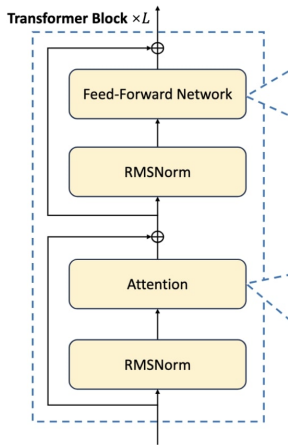 Transformer Block ×L
Feed-Forward Network
RMSNorm
Attention
RMSNorm